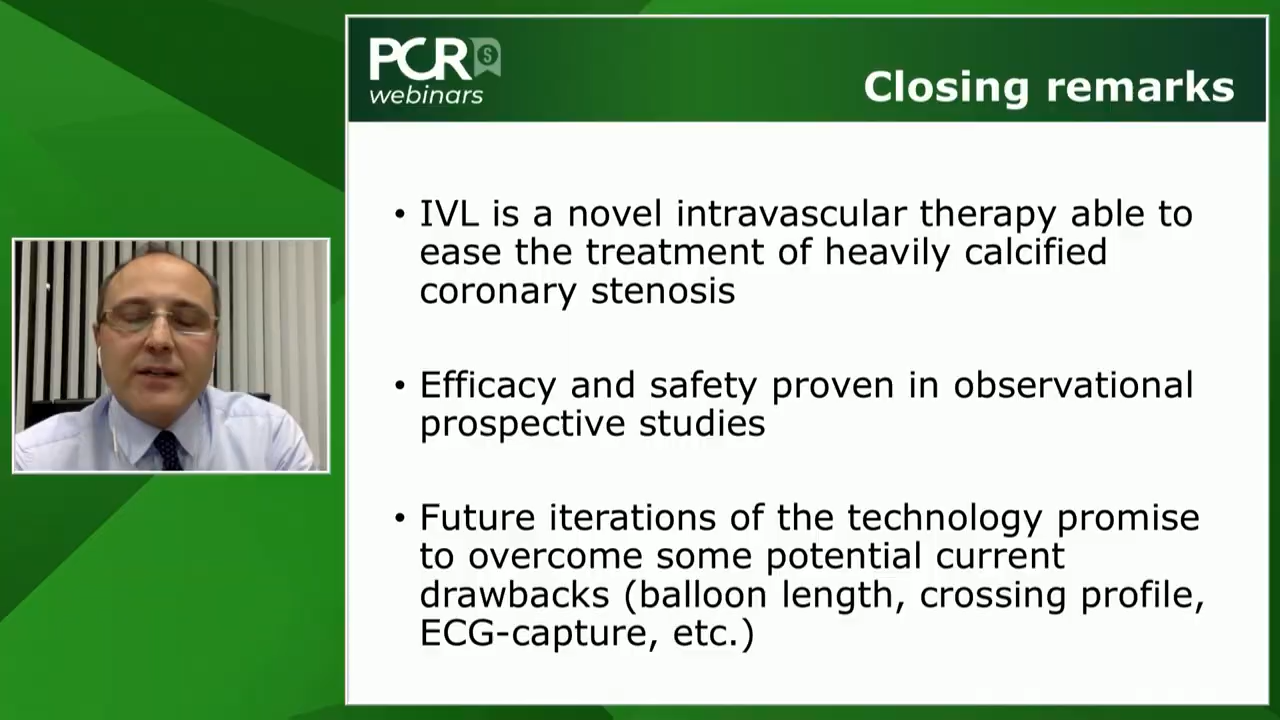 PCR
webinars
Closing remarks
• IVL is a novel intravascular therapy able to
ease the treatment of heavily calcified
coronary stenosis
• Efficacy and safety proven in observational
prospective studies
• Future iterations of the technology promise
to overcome some potential current
drawbacks (balloon length, crossing profile,
ECG-capture, etc.)